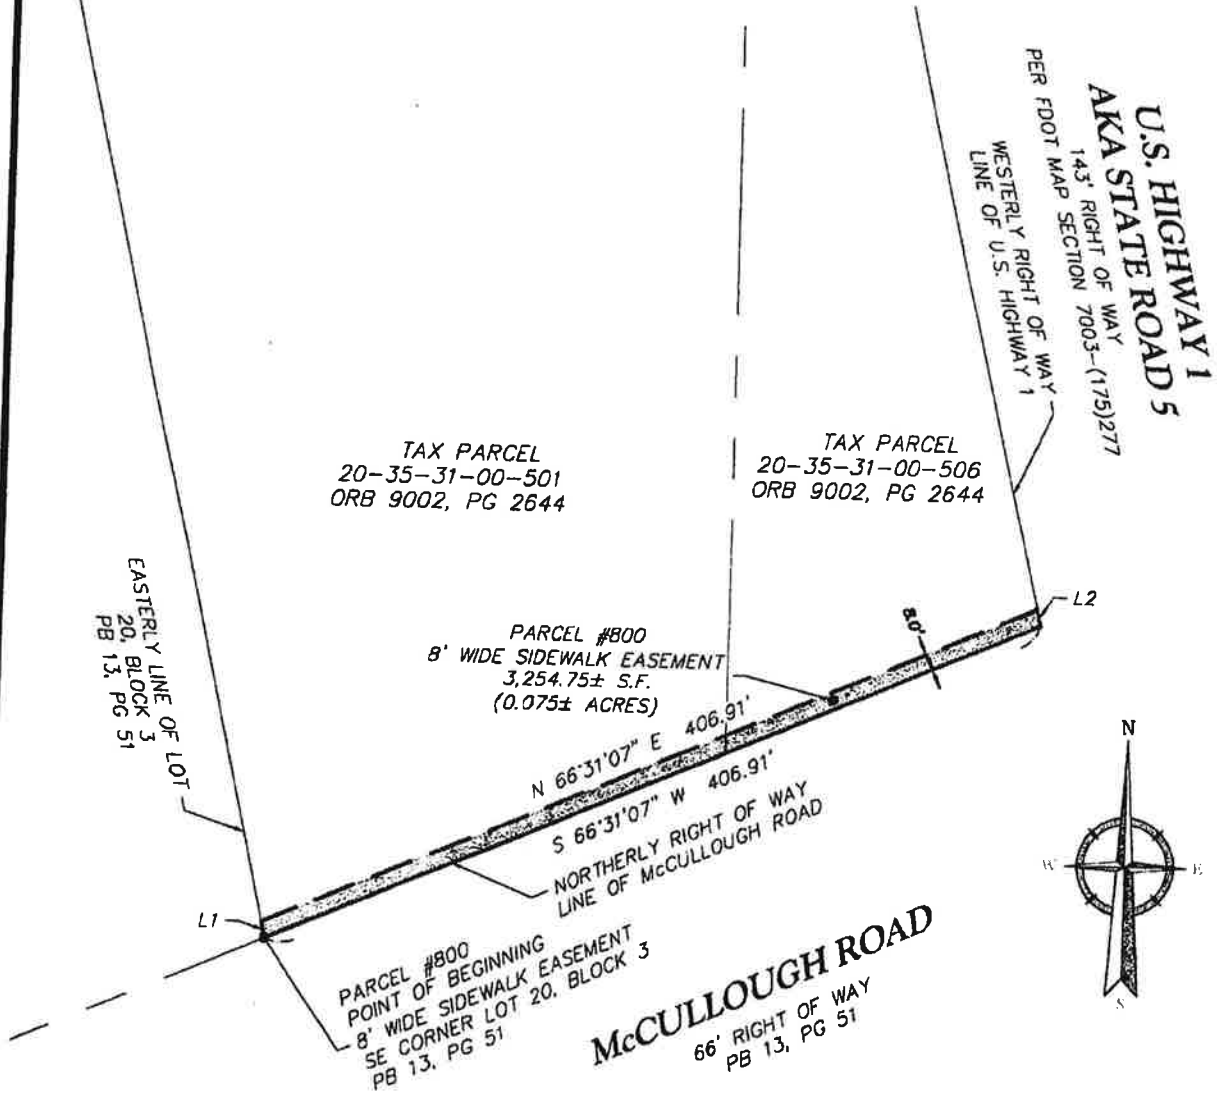 U.S. HIGHWAY 1
AKA STATE ROAD 5
143' RIGHT OF WAY
PER FDOT MAP SECTION 7003-(175)277
WESTERLY RIGHT OF WAY
LINE OF U.S. HIGHWAY 1
TAX PARCEL
20-35-31-00-501
ORB 9002, PG 2644
TAX PARCEL
20-35-31-00-506
ORB 9002, PG 2644
EASTERLY LINE OF LOT
20, BLOCK 3
PB 13, PG 51
PARCEL #800
8' WIDE SIDEWALK EASEMENT
3,254.75± S.F.
(0.075± ACRES)
8.0'
L2
N 66°31'07" E 406.91'
S 66°31'07" W 406.91'
NORTHERLY RIGHT OF WAY
LINE OF McCULLOUGH ROAD
L1
PARCEL #800
POINT OF BEGINNING
8' WIDE SIDEWALK EASEMENT
SE CORNER LOT 20, BLOCK 3
PB 13, PG 51
McCULLOUGH ROAD
66' RIGHT OF WAY
PB 13, PG 51
N
W
E
S